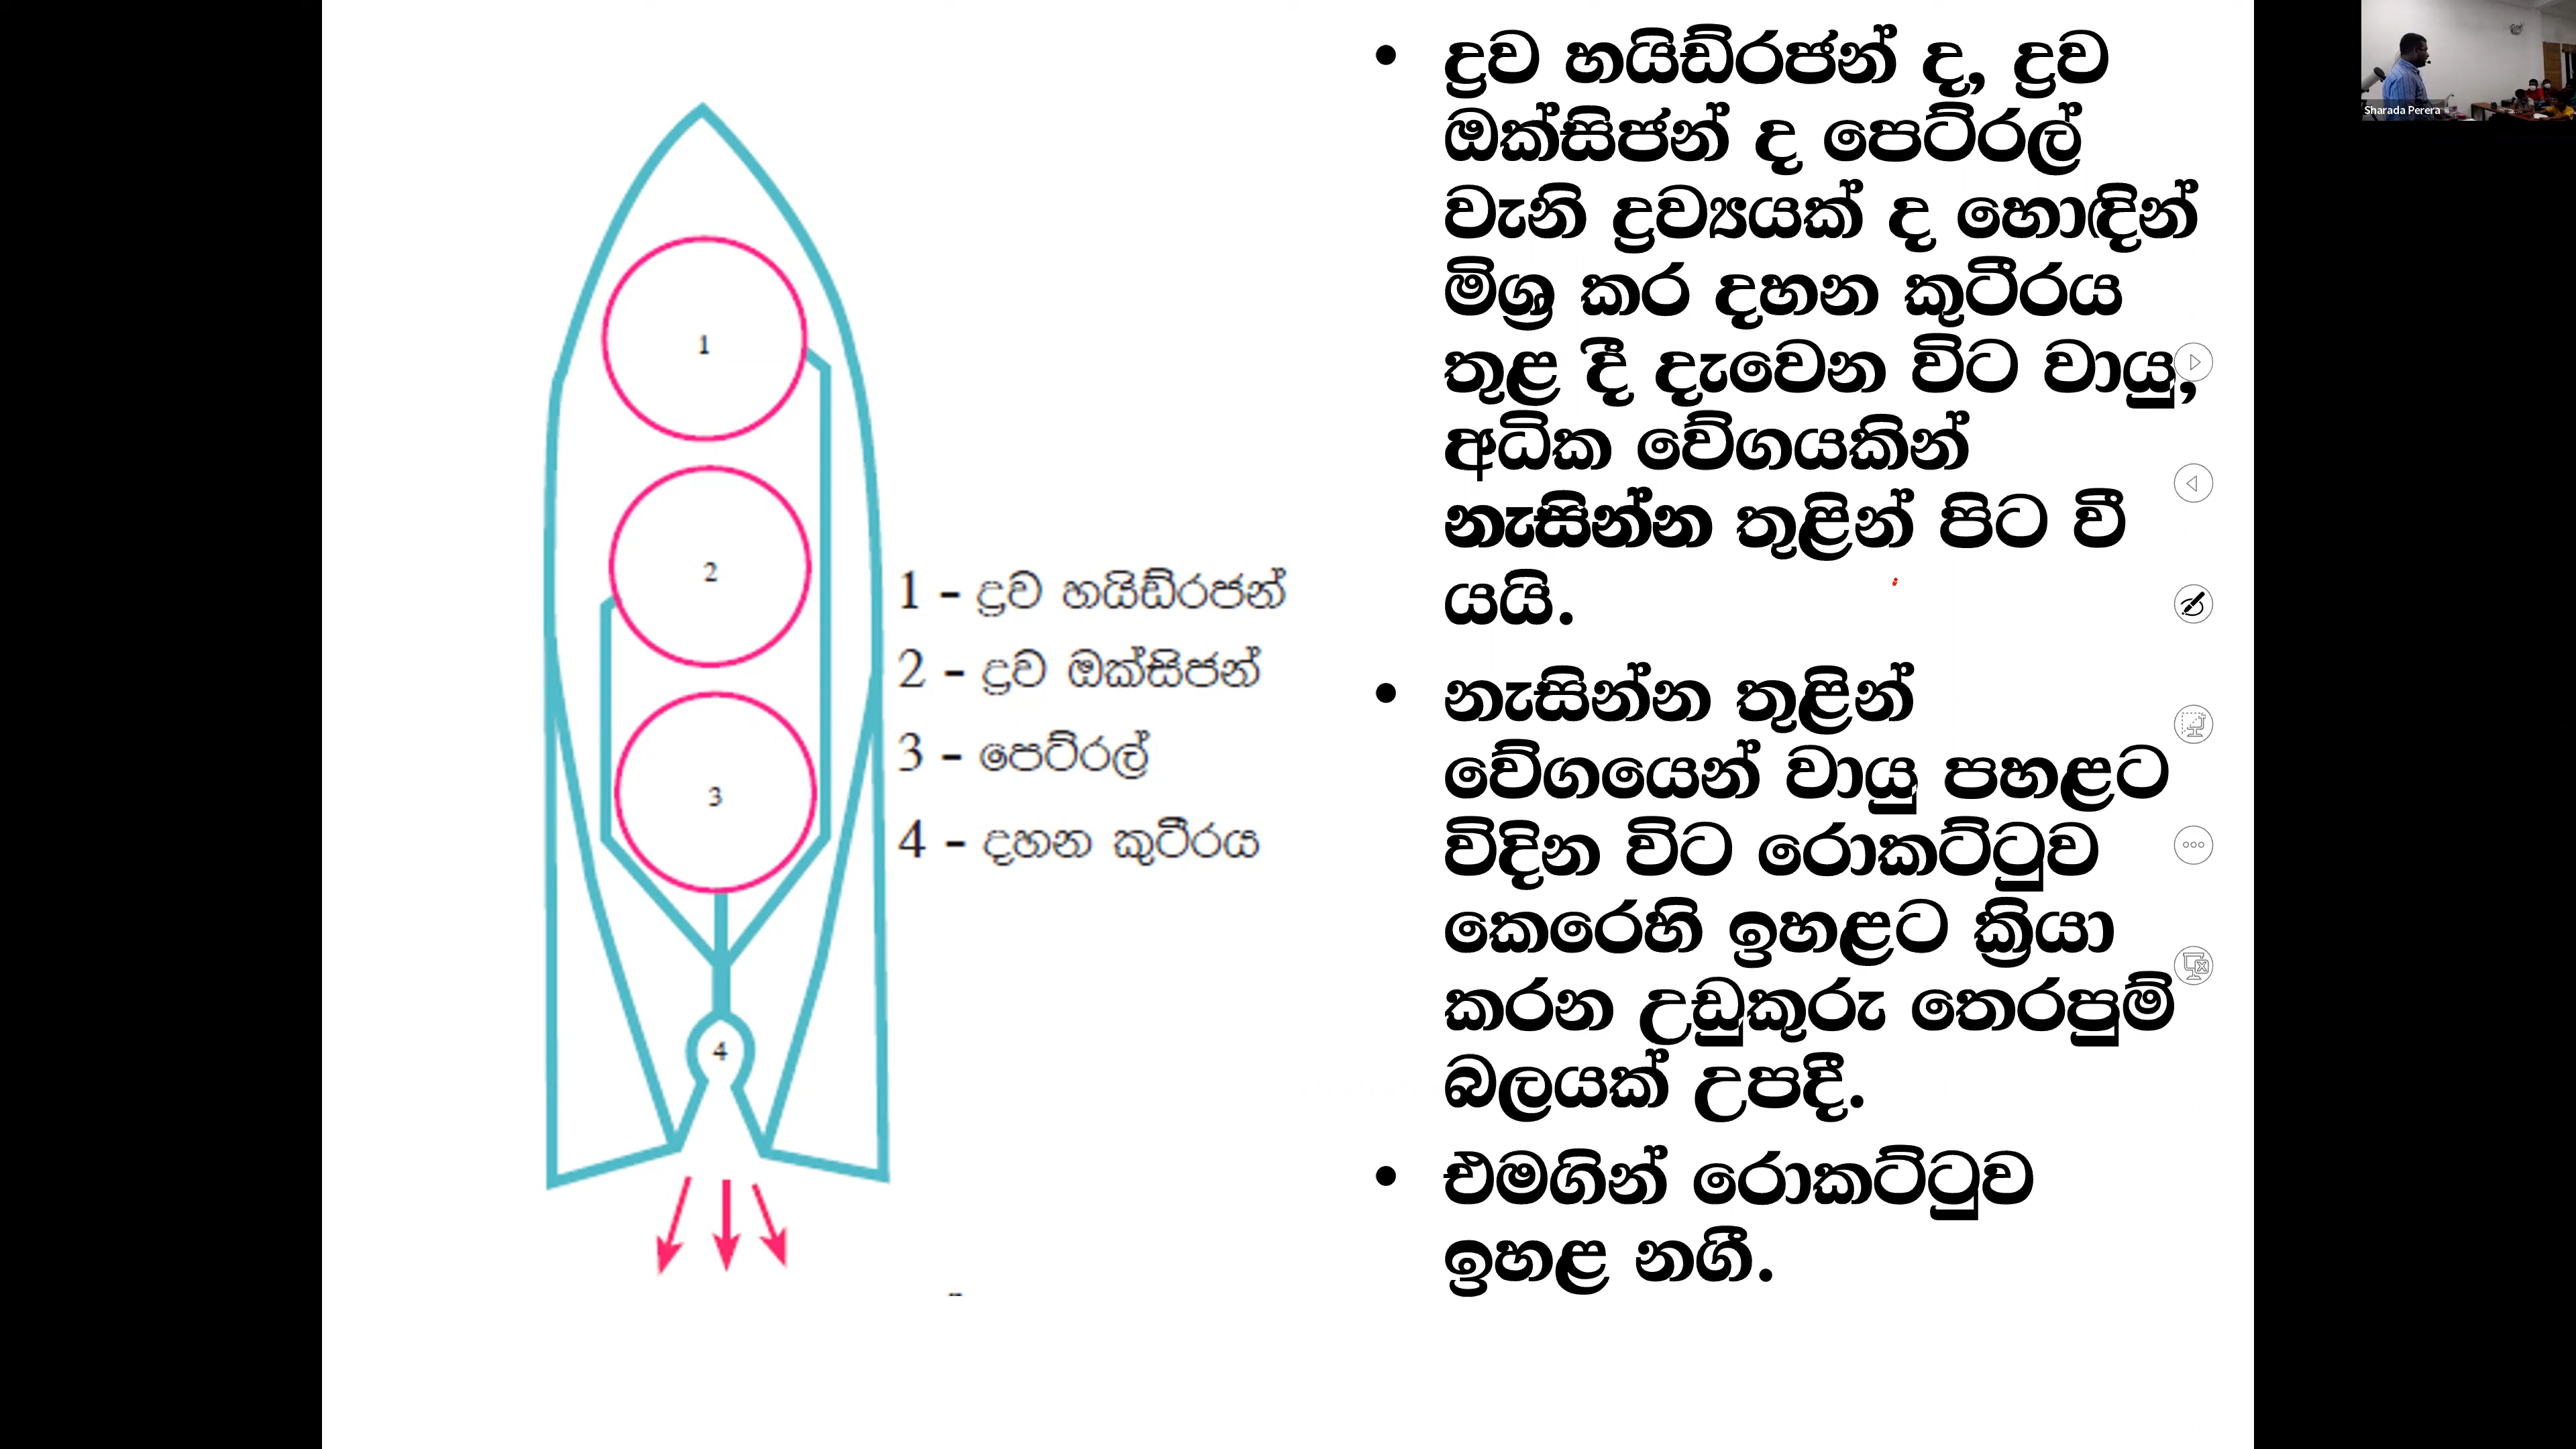 1
2
3
4
1 - ද්‍රව හයිඩ්රජන්
2 - ද්‍රව ඔක්සිජන්
3 - පෙට්රල්
4 - දහන කුටීරය
• ද්‍රව හයිඩ්රජන් ද, ද්‍රව
ඔක්සිජන් ද පෙට්රල්
වැනි ද්‍රව්‍යයක් ද හොඳින්
මිශ්‍ර කර දහන කුටීරය
තුළ දී දැවෙන විට වායු,
අධික වේගයකින්
නැසින්න තුළින් පිට වී
යයි.
• නැසින්න තුළින්
වේගයෙන් වායු පහළට
විදින විට රොකට්ටුව
කෙරෙහි ඉහළට ක්‍රියා
කරන උඩුකුරු තෙරපුම්
බලයක් උපදී.
• එමගින් රොකට්ටුව
ඉහළ නගී.
Sharada Perera